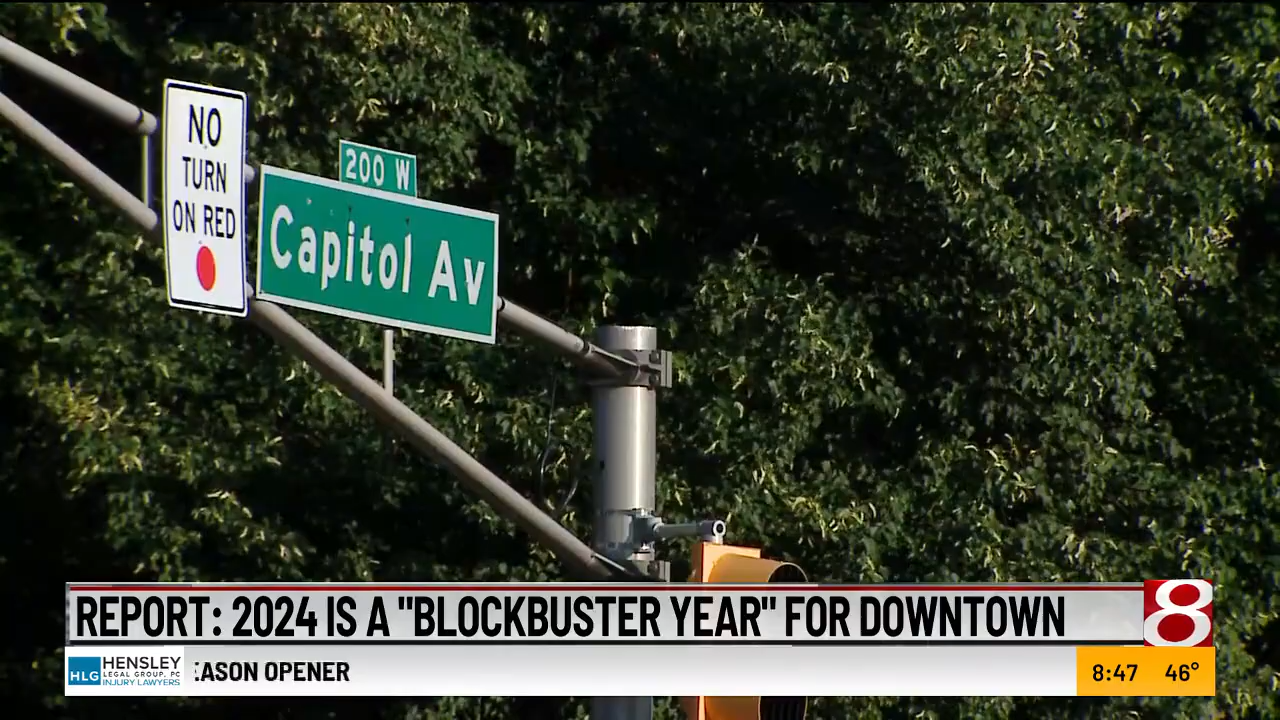 NO
TURN
ON RED
200 W
Capitol Av
REPORT: 2024 IS A "BLOCKBUSTER YEAR" FOR DOWNTOWN
8
HLG HENSLEY
LEGAL GROUP, PC
INJURY LAWYERS
EASON OPENER
8:47 46°